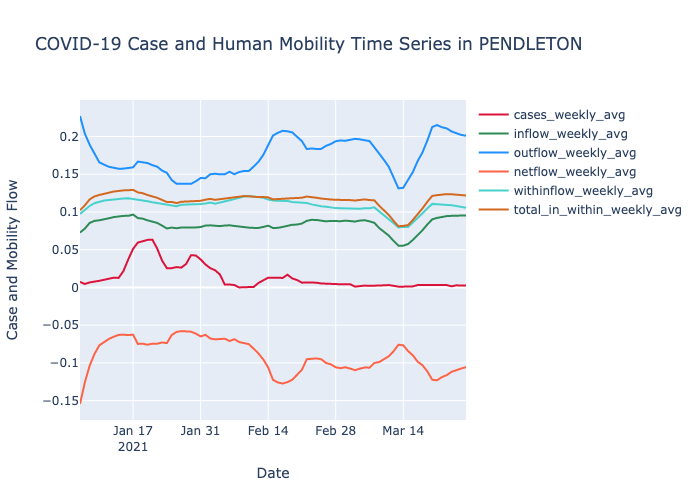 COVID-19 Case and Human Mobility Time Series in PENDLETON
Case and Mobility Flow
0.2
0.15
0.1
0.05
0
−0.05
−0.1
−0.15
Jan 17
2021
Jan 31
Feb 14
Feb 28
Mar 14
Date
cases_weekly_avg
inflow_weekly_avg
outflow_weekly_avg
netflow_weekly_avg
withinflow_weekly_avg
total_in_within_weekly_avg